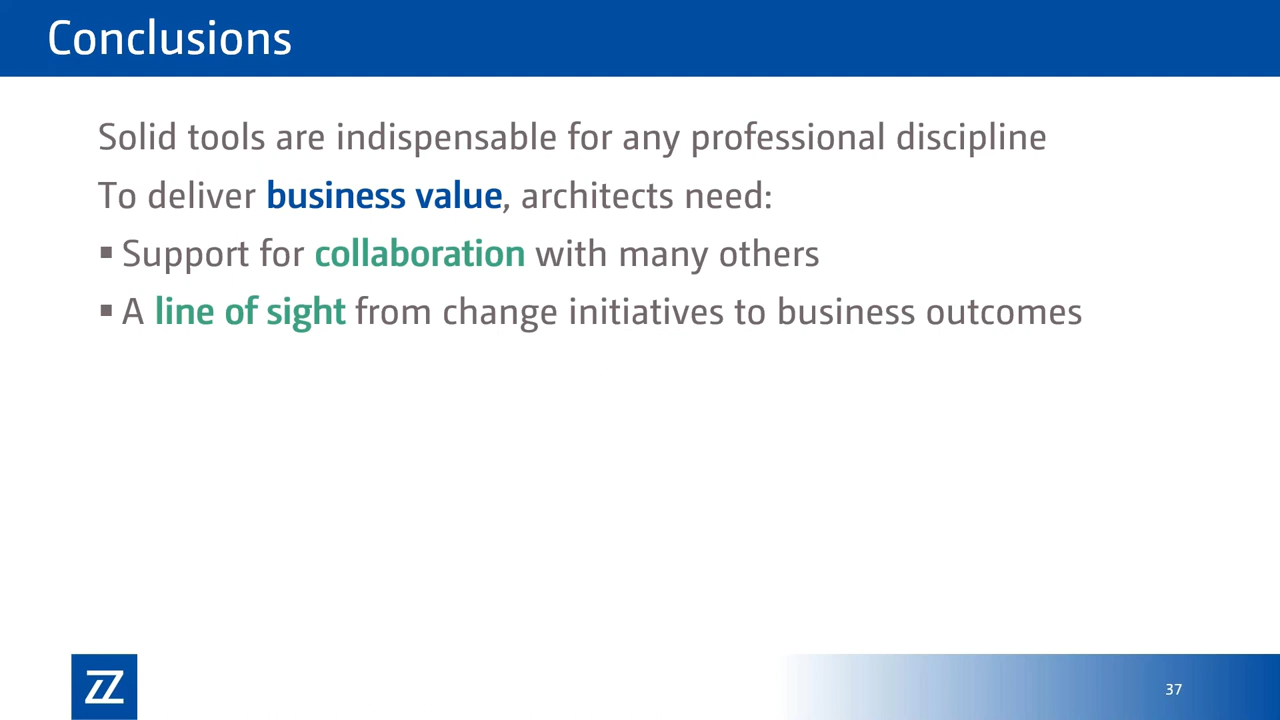 Conclusions
Solid tools are indispensable for any professional discipline
To deliver business value, architects need:
▪ Support for collaboration with many others
▪ A line of sight from change initiatives to business outcomes
ZZ
37